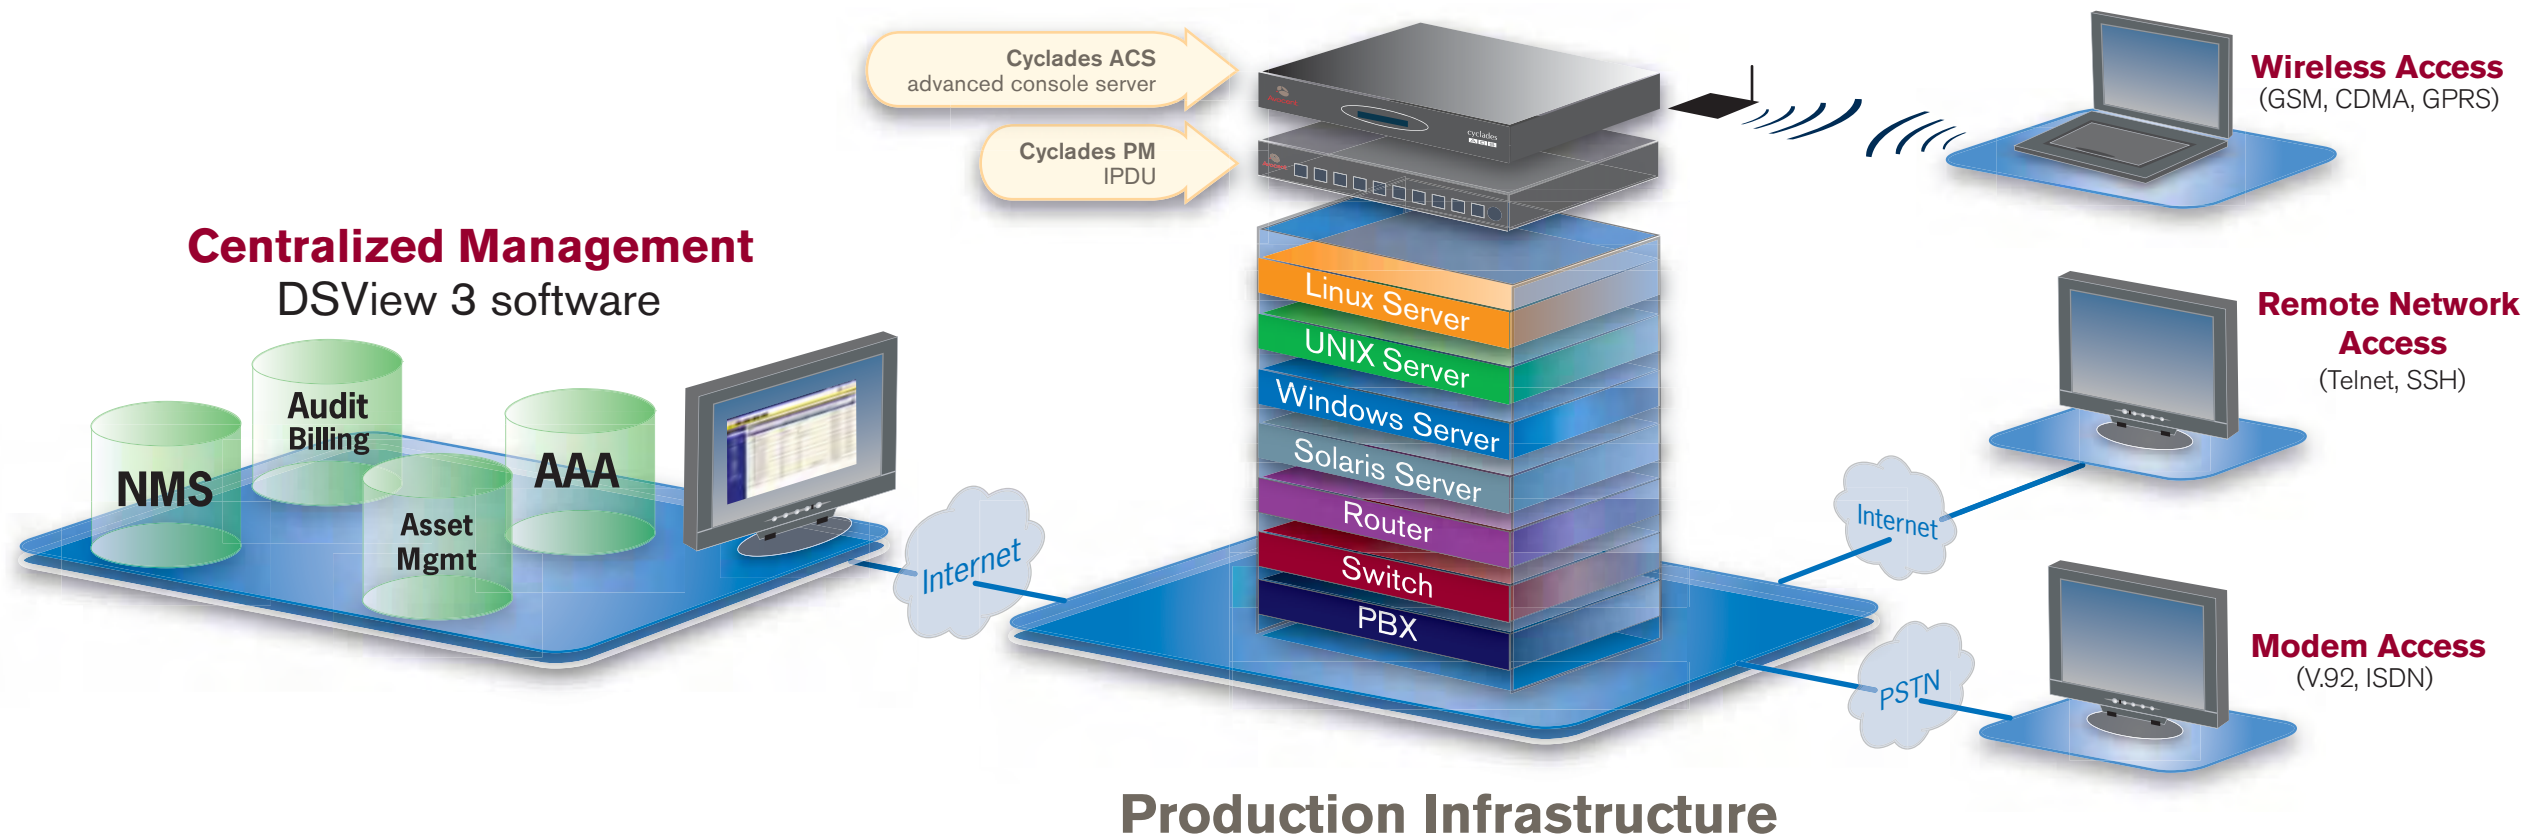 Cyclades ACS
advanced console server
Cyclades PM
IPDU
cyclades
ACS
Wireless Access
(GSM, CDMA, GPRS)
Centralized Management
DSView 3 software
Audit
Billing
NMS
AAA
Asset
Mgmt
Internet
Linux Server
UNIX Server
Windows Server
Solaris Server
Router
Switch
PBX
Remote Network
Access
(Telnet, SSH)
Internet
PSTN
Modem Access
(V.92, ISDN)
Production Infrastructure